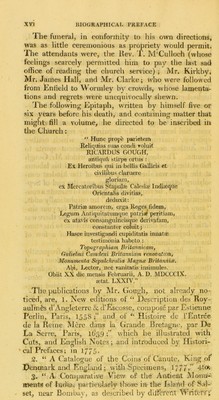 XVI BIOGRAPHICAL PREFACE
The funeral, in conformity to his own directions,
was as little ceremonious as propriety would permit.
The attendants were, the Rev. T. McCulloch (whose
feelings scarcely permitted him to pay the last sad
office of reading the church service); Mr. Kirkby,
Mr. James Hall, and Mr. Clarke; who were followed
from Enfield to Wormley by crowds, whose lamenta-
tions and regrets were unequivocally shewn.
The following Epitaph, written by himself five or
six years before his death, and containing matter that
might fill a volume, he directed to be inscribed in
the Church:
"Hunc propè parietem
Reliquias suas condi voluit
RICARDUS GOUGH,
antiquâ stirpe ortus:
Ex Heroibus qui in bellis Gallicis et
civilibus claruere
gloriam,
ex Mercatoribus Stapulæ Calesiæ Indiæque
Orientalis divitias,
deduxit:
Patriæ amorem, erga Reges fidem,
Legum Antiquitatumque patriæ peritiam,
ex atavis consanguineisque derivatam,
conatanter coluit;
Hasce investigandi cupiditatis innatæ
testimonia habeto:
Topographiam Britannicam,
Gulielmi Camdeni Britanniam renovatam,
Monumenta Sepulchralia Magnæ Britanniæ.
Abi, Lector, nec vanitatis insimules.
Obiit XX die mensis Februarii, A. D. MDCCCIX.
ætat. LXXIV."
The publications by Mr. Gough, not already no-
ticed, are, 1. New editions of "Description des Roy-
aulmes d'Angleterre & d'Escosse, composé par Etienne
Perlin, Paris, 1558;" and of "Histoire de l'Entrée
de la Reine Mère dans la Grande Bretagne, par De
La Serre, Paris, 1639:" which he illustrated with
Cuts, and English Notes; and introduced by Histori-
cal Prefaces; in 1775.
2. "A Catalogue of the Coins of Canute, King of
Denmark and England; with Specimens, 1777," 4to.
3. "A Comparative View of the Antient Monu-
ments of India, particularly those in the Island of Sal-
set, near Bombay, as described by different Writers;